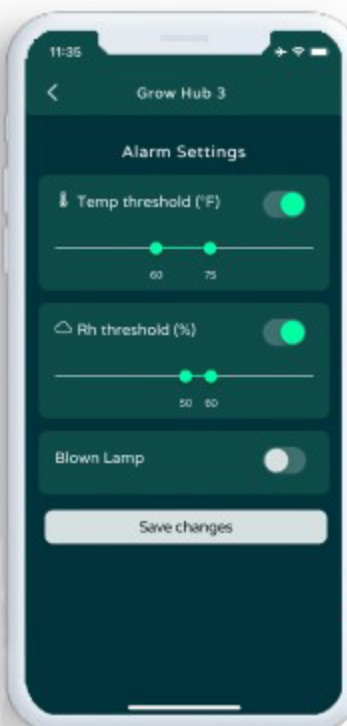 11:35
Grow Hub 3
Alarm Settings
Temp threshold (°F)
60 75
Rh threshold (%)
50 60
Blown Lamp
Save changes